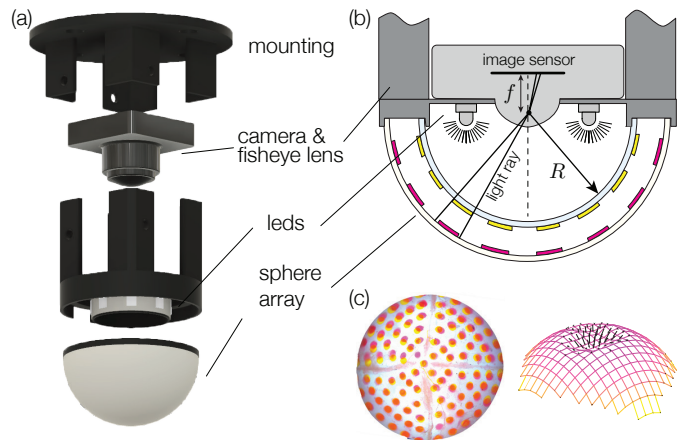 (a)
mounting
camera &
fisheye lens
leds
sphere
array
(b)
image sensor
f
R
light ray
(c)